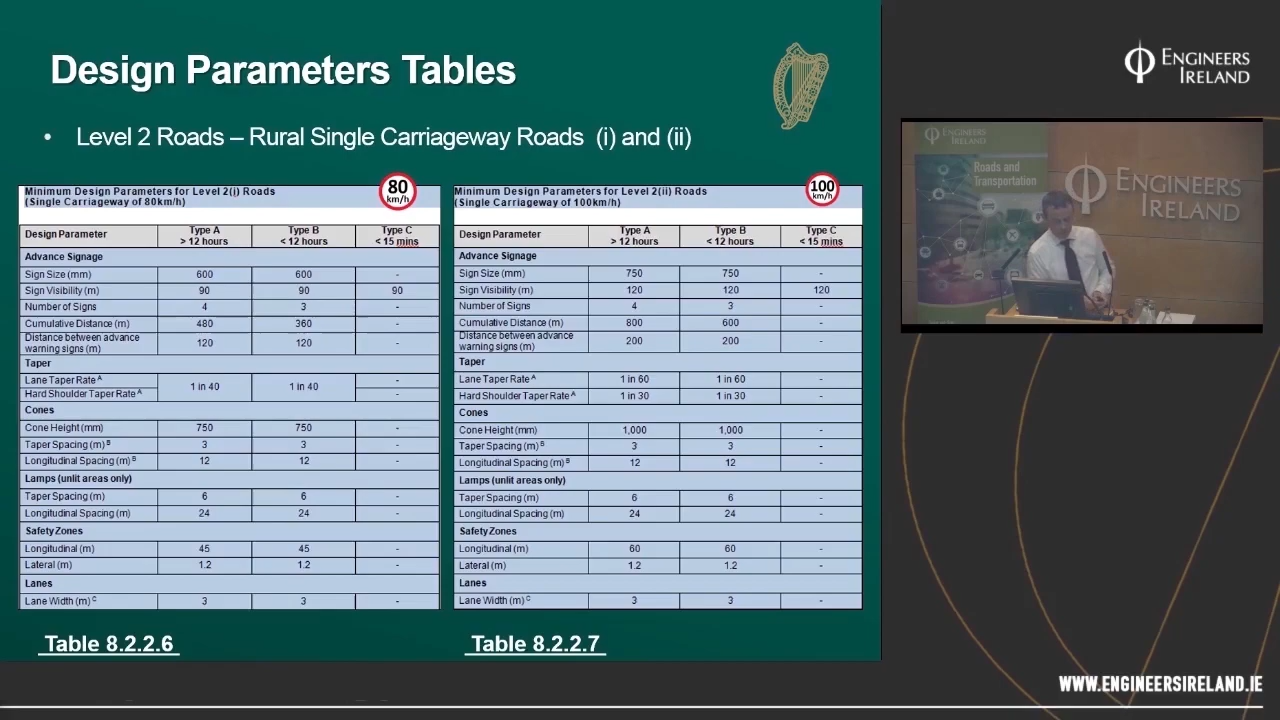 Design Parameters Tables
• Level 2 Roads – Rural Single Carriageway Roads (i) and (ii)
Minimum Design Parameters for Level 2(i) Roads
(Single Carriageway of 80km/h)
80
km/h
Design Parameter | Type A > 12 hours | Type B < 12 hours | Type C < 15 mins
Advance Signage
Sign Size (mm) | 600 | 600 | -
Sign Visibility (m) | 90 | 90 | 90
Number of Signs | 4 | 3 | -
Cumulative Distance (m) | 480 | 360 | -
Distance between advance warning signs (m) | 120 | 120 | -
Taper
Lane Taper Rate A | 1 in 40 | 1 in 40 | -
Hard Shoulder Taper Rate A | -
Cones
Cone Height (mm) | 750 | 750 | -
Taper Spacing (m) B | 3 | 3 | -
Longitudinal Spacing (m) B | 12 | 12 | -
Lamps (unlit areas only)
Taper Spacing (m) | 6 | 6 | -
Longitudinal Spacing (m) | 24 | 24 | -
Safety Zones
Longitudinal (m) | 45 | 45 | -
Lateral (m) | 1.2 | 1.2 | -
Lanes
Lane Width (m) C | 3 | 3 | -
Table 8.2.2.6
Minimum Design Parameters for Level 2(ii) Roads
(Single Carriageway of 100km/h)
100
km/h
Design Parameter | Type A > 12 hours | Type B < 12 hours | Type C < 15 mins
Advance Signage
Sign Size (mm) | 750 | 750 | -
Sign Visibility (m) | 120 | 120 | 120
Number of Signs | 4 | 3 | -
Cumulative Distance (m) | 800 | 600 | -
Distance between advance warning signs (m) | 200 | 200 | -
Taper
Lane Taper Rate A | 1 in 60 | 1 in 60 | -
Hard Shoulder Taper Rate A | 1 in 30 | 1 in 30 | -
Cones
Cone Height (mm) | 1,000 | 1,000 | -
Taper Spacing (m) B | 3 | 3 | -
Longitudinal Spacing (m) B | 12 | 12 | -
Lamps (unlit areas only)
Taper Spacing (m) | 6 | 6 | -
Longitudinal Spacing (m) | 24 | 24 | -
Safety Zones
Longitudinal (m) | 60 | 60 | -
Lateral (m) | 1.2 | 1.2 | -
Lanes
Lane Width (m) C | 3 | 3 | -
Table 8.2.2.7
ENGINEERS
IRELAND
ENGINEERS
IRELAND
Roads and
Transportation
ENGINEERS
IRELAND
WWW.ENGINEERSIRELAND.IE